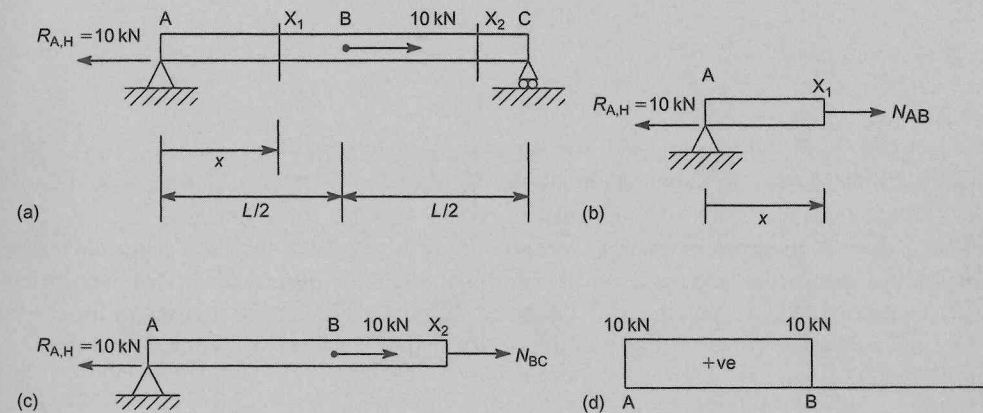 A X₁ B 10 kN X₂ C
R_A,H = 10 kN
x
L/2 L/2
(a)
A X₁
R_A,H = 10 kN N_AB
x
(b)
A B 10 kN X₂
R_A,H = 10 kN N_BC
(c)
10 kN 10 kN
+ve
A B
(d)